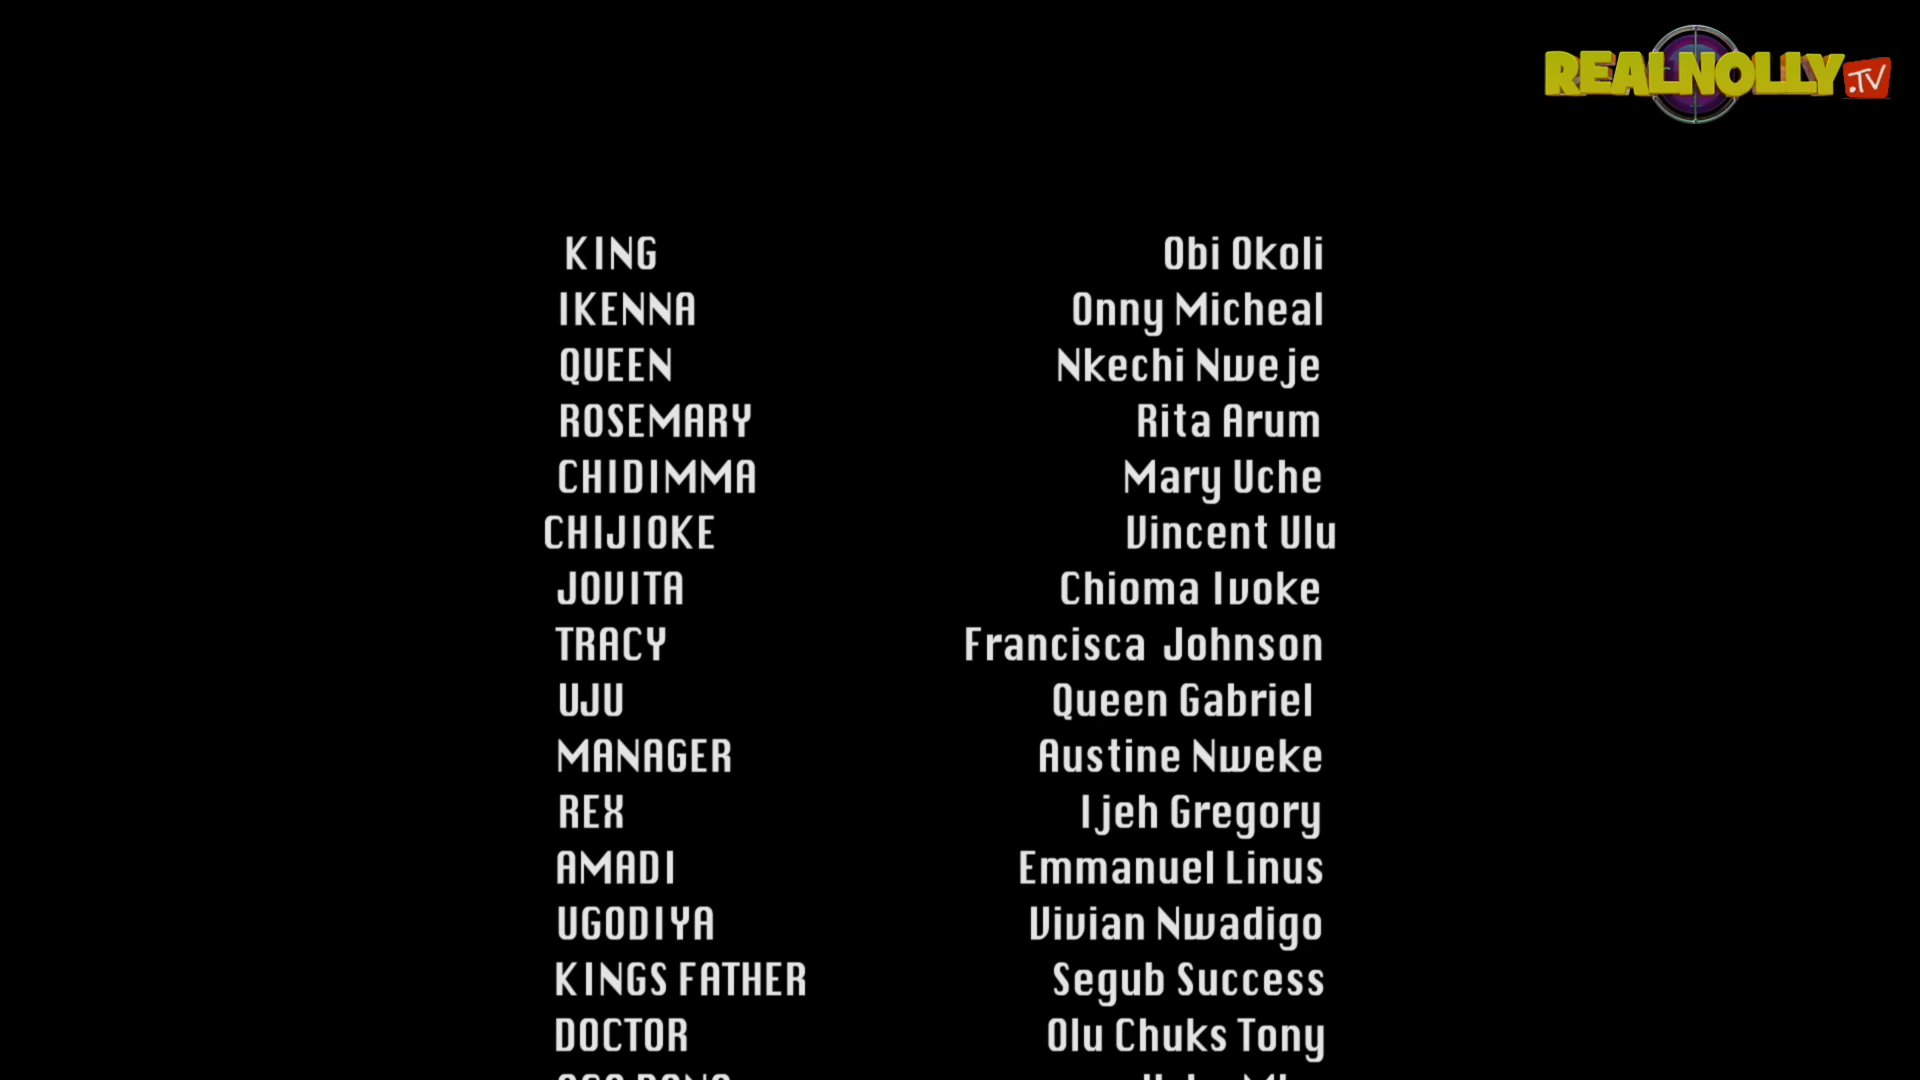 REALNOLLY.TV
KING Obi Okoli
IKENNA Onny Micheal
QUEEN Nkechi Nweje
ROSEMARY Rita Arum
CHIDIMMA Mary Uche
CHIJIOKE Vincent Ulu
JOVITA Chioma Ivoke
TRACY Francisca Johnson
UJU Queen Gabriel
MANAGER Austine Nweke
REX Ijeh Gregory
AMADI Emmanuel Linus
UGODIYA Vivian Nwadigo
KINGS FATHER Segub Success
DOCTOR Olu Chuks Tony